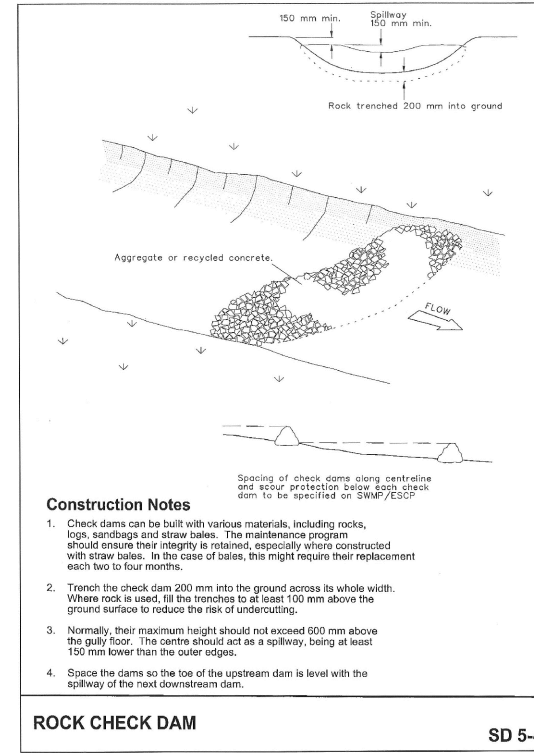 150 mm min.
Spillway
150 mm min.
Rock trenched 200 mm into ground
Aggregate or recycled concrete.
FLOW
Spacing of check dams along centreline
and scour protection below each check
dam to be specified on SWMP/ESCP
Construction Notes
1. Check dams can be built with various materials, including rocks,
logs, sandbags and straw bales. The maintenance program
should ensure their integrity is retained, especially where constructed
with straw bales. In the case of bales, this might require their replacement
each two to four months.
2. Trench the check dam 200 mm into the ground across its whole width.
Where rock is used, fill the trenches to at least 100 mm above the
ground surface to reduce the risk of undercutting.
3. Normally, their maximum height should not exceed 600 mm above
the gully floor. The centre should act as a spillway, being at least
150 mm lower than the outer edges.
4. Space the dams so the toe of the upstream dam is level with the
spillway of the next downstream dam.
ROCK CHECK DAM
SD 5-